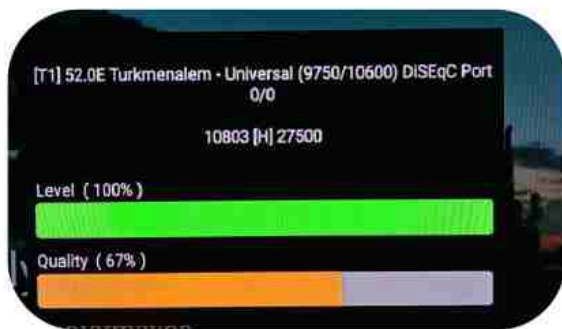 [T1] 52.0E Turkmenalem - Universal (9750/10600) DiSEqC Port
0/0
10803 [H] 27500
Level ( 100% )
Quality ( 67% )